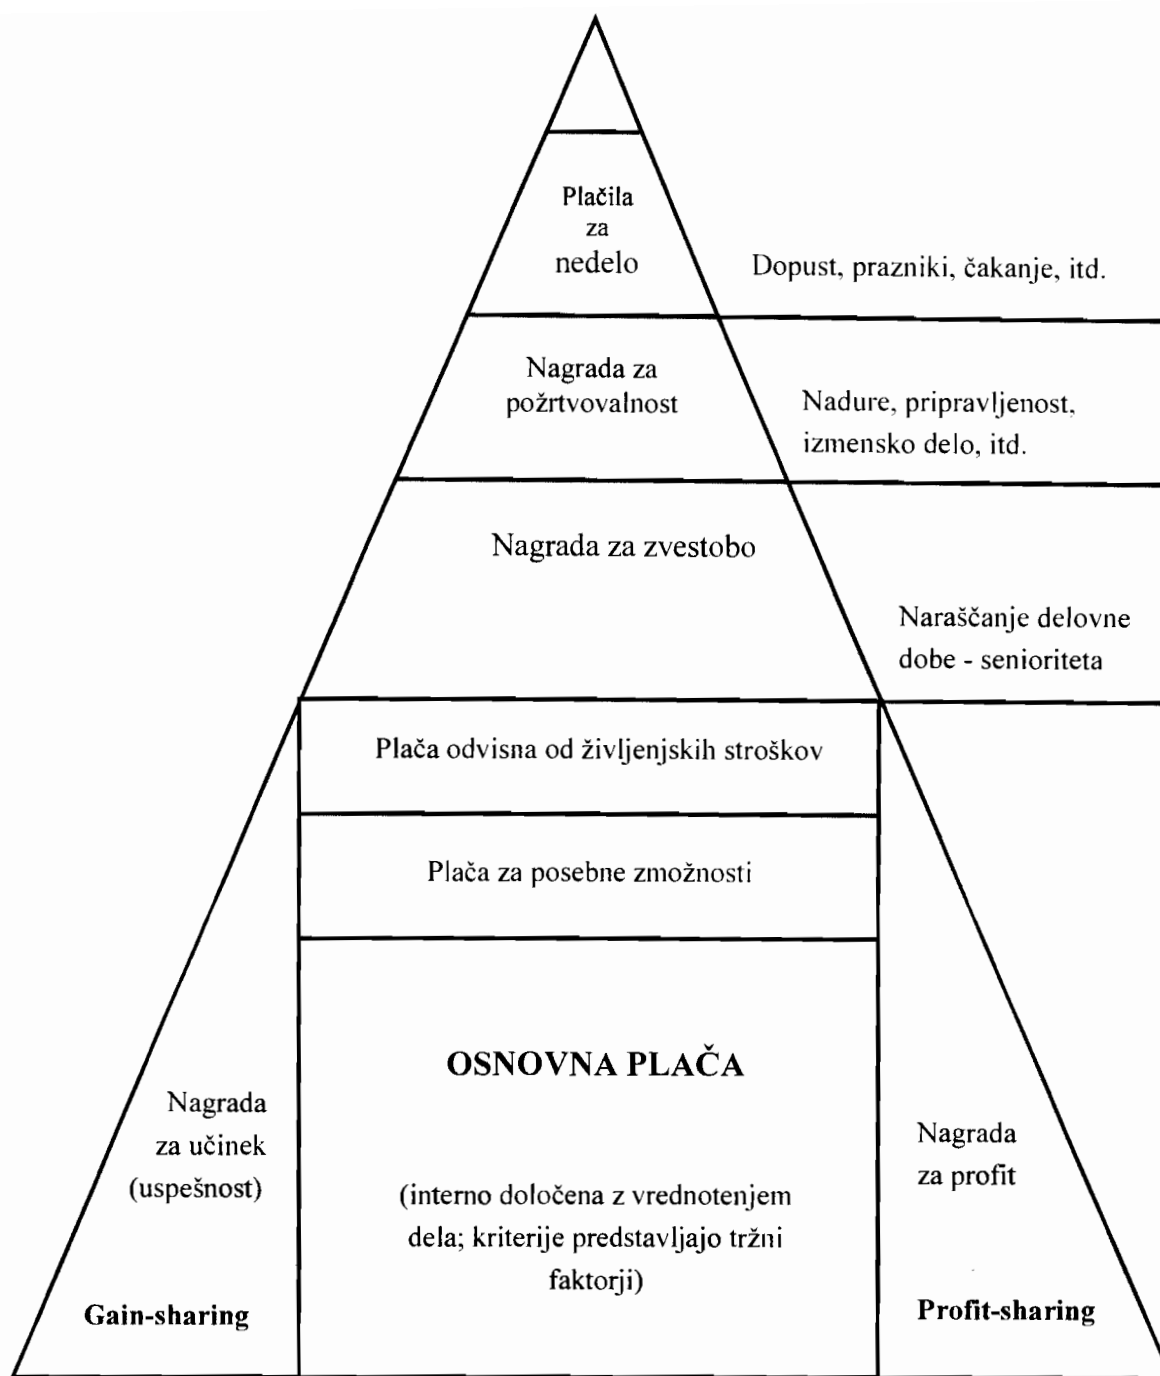 Plačila
za
nedelo
Dopust, prazniki, čakanje, itd.
Nagrada za
požrtvovalnost
Nadure, pripravljenost,
izmensko delo, itd.
Nagrada za zvestobo
Naraščanje delovne
dobe - senioriteta
Plača odvisna od življenjskih stroškov
Plača za posebne zmožnosti
OSNOVNA PLAČA
(interno določena z vrednotenjem
dela; kriterije predstavljajo tržni
faktorji)
Nagrada
za učinek
(uspešnost)
Gain-sharing
Nagrada
za profit
Profit-sharing